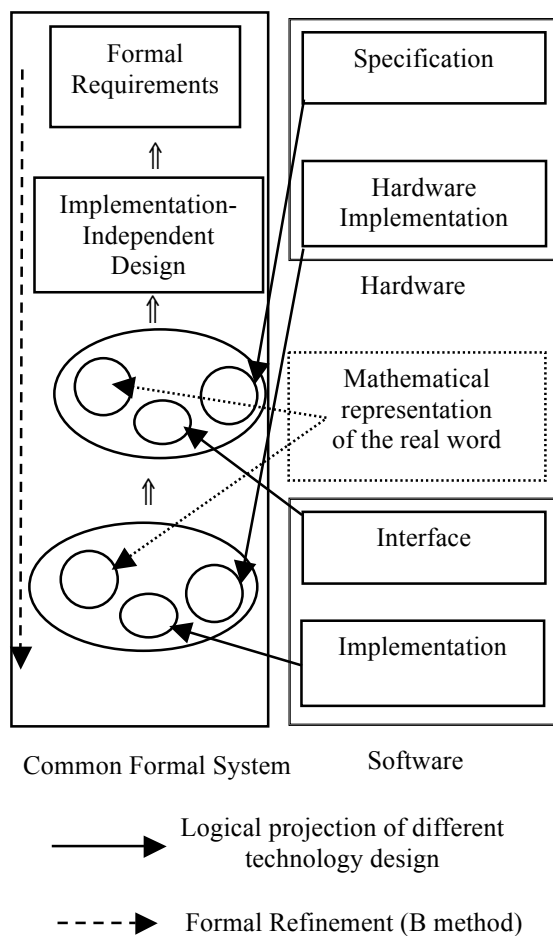 Formal
Requirements
Implementation-
Independent
Design
Specification
Hardware
Implementation
Hardware
Mathematical
representation
of the real word
Interface
Implementation
Common Formal System
Software
Logical projection of different
technology design
Formal Refinement (B method)